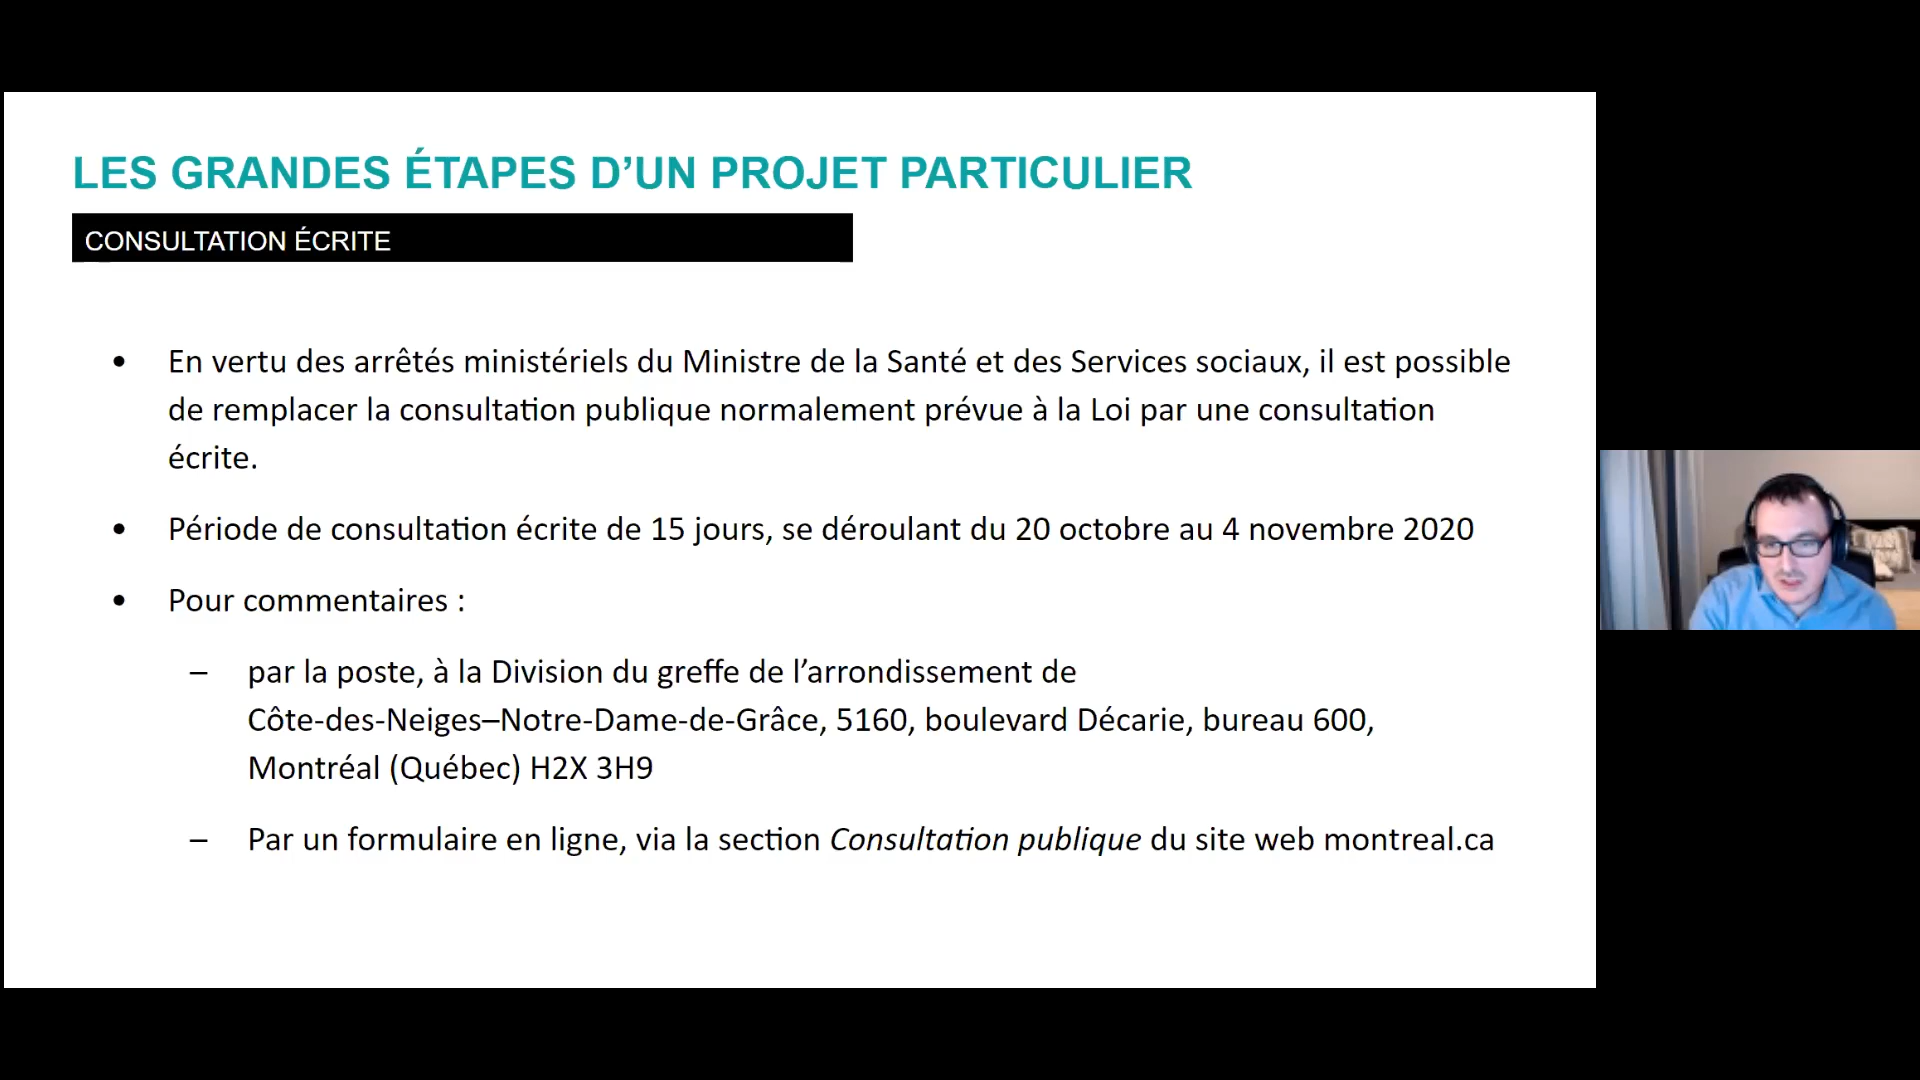 LES GRANDES ÉTAPES D’UN PROJET PARTICULIER
CONSULTATION ÉCRITE
• En vertu des arrêtés ministériels du Ministre de la Santé et des Services sociaux, il est possible
de remplacer la consultation publique normalement prévue à la Loi par une consultation
écrite.
• Période de consultation écrite de 15 jours, se déroulant du 20 octobre au 4 novembre 2020
• Pour commentaires :
– par la poste, à la Division du greffe de l’arrondissement de
Côte-des-Neiges–Notre-Dame-de-Grâce, 5160, boulevard Décarie, bureau 600,
Montréal (Québec) H2X 3H9
– Par un formulaire en ligne, via la section Consultation publique du site web montreal.ca